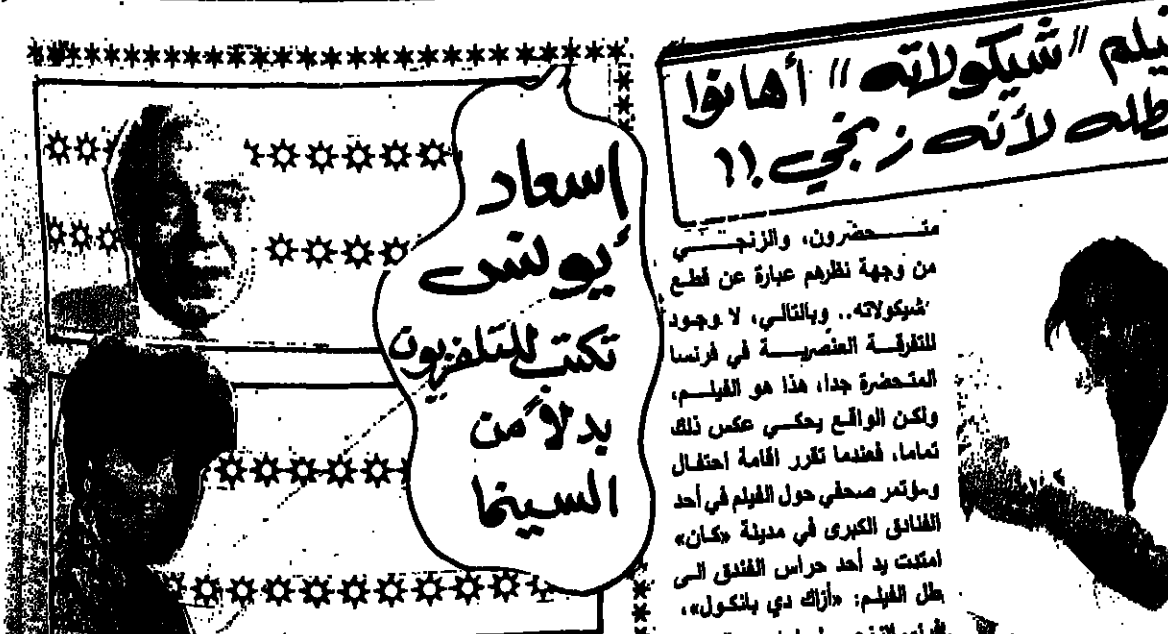 فيلم "شيكولاته" أهانوا
بطله لأنه زنجي!!
متحضرون، والزنجي
من وجهة نظرهم عبارة عن قطع
شيكولاته.. وبالتالي، لا وجود
للتفرقة العنصرية في فرنسا
المتحضرة جدا، هذا هو الفيلم،
ولكن الواقع يحكي عكس ذلك
تماما، فعندما تقرر اقامة احتفال
ومؤتمر صحفي حول الفيلم في أحد
الفنادق الكبرى في مدينة «كان»
امتدت يد أحد حراس الفندق الى
بطل الفيلم: «أزاك دي بانكول»،
اسعاد
يونس
تكتب للتلفزيون
بدلاً من
السينما